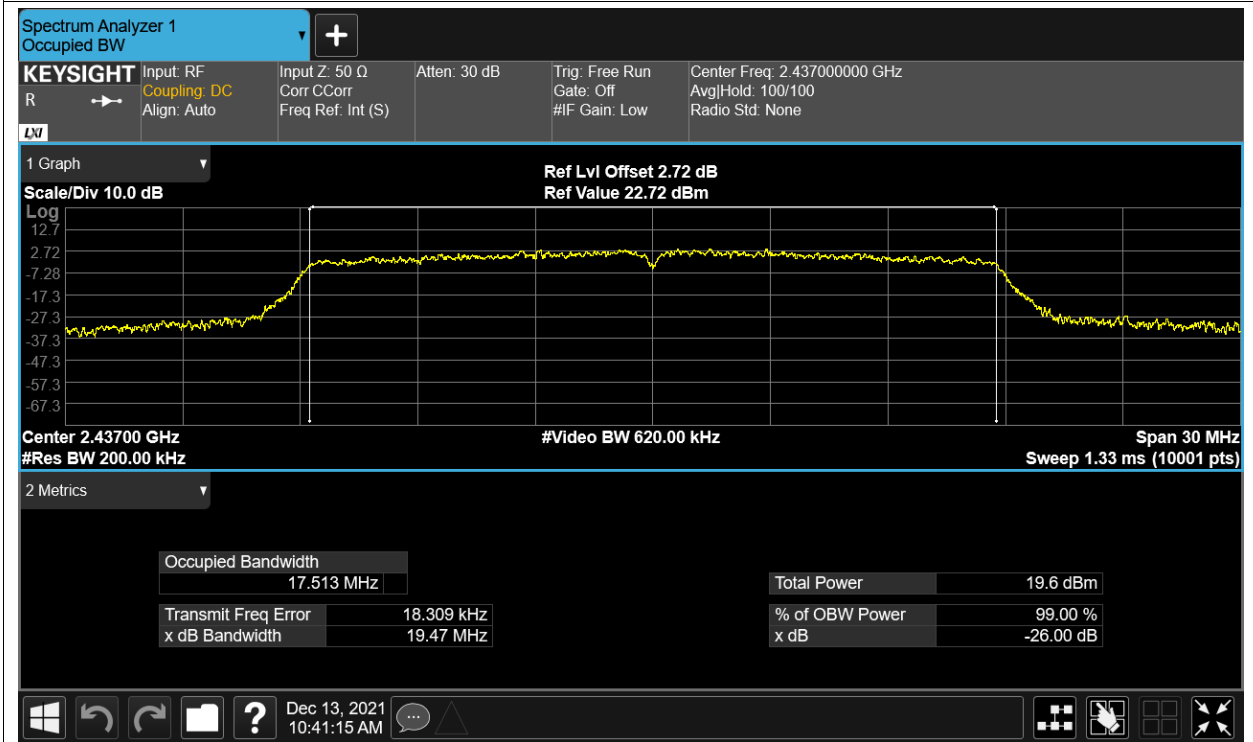 Spectrum Analyzer 1
Occupied BW
KEYSIGHT
R
LXI
Input: RF
Coupling: DC
Align: Auto
Input Z: 50 Ω
Corr CCorr
Freq Ref: Int (S)
Atten: 30 dB
Trig: Free Run
Gate: Off
#IF Gain: Low
Center Freq: 2.437000000 GHz
Avg|Hold: 100/100
Radio Std: None
1 Graph
Scale/Div 10.0 dB
Ref Lvl Offset 2.72 dB
Ref Value 22.72 dBm
Log
12.7
2.72
-7.28
-17.3
-27.3
-37.3
-47.3
-57.3
-67.3
Center 2.43700 GHz
#Res BW 200.00 kHz
#Video BW 620.00 kHz
Span 30 MHz
Sweep 1.33 ms (10001 pts)
2 Metrics
Occupied Bandwidth
17.513 MHz
Transmit Freq Error 18.309 kHz
x dB Bandwidth 19.47 MHz
Total Power 19.6 dBm
% of OBW Power 99.00 %
x dB -26.00 dB
?
Dec 13, 2021
10:41:15 AM